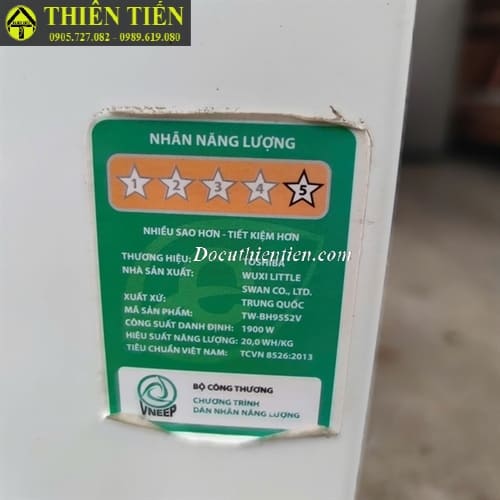 THIÊN TIẾN
0905.727.082 - 0989.619.080
NHÃN NĂNG LƯỢNG
1 2 3 4 5
NHIỀU SAO HƠN - TIẾT KIỆM HƠN
Docuthientien.com
THƯƠNG HIỆU: TOSHIBA
NHÀ SẢN XUẤT: WUXI LITTLE
SWAN CO., LTD.
XUẤT XỨ: TRUNG QUỐC
MÃ SẢN PHẨM: TW-BH95S2V
CÔNG SUẤT DANH ĐỊNH: 1900 W
HIỆU SUẤT NĂNG LƯỢNG: 20,0 WH/KG
TIÊU CHUẨN VIỆT NAM: TCVN 8526:2013
VNEEP
BỘ CÔNG THƯƠNG
CHƯƠNG TRÌNH
DÁN NHÃN NĂNG LƯỢNG